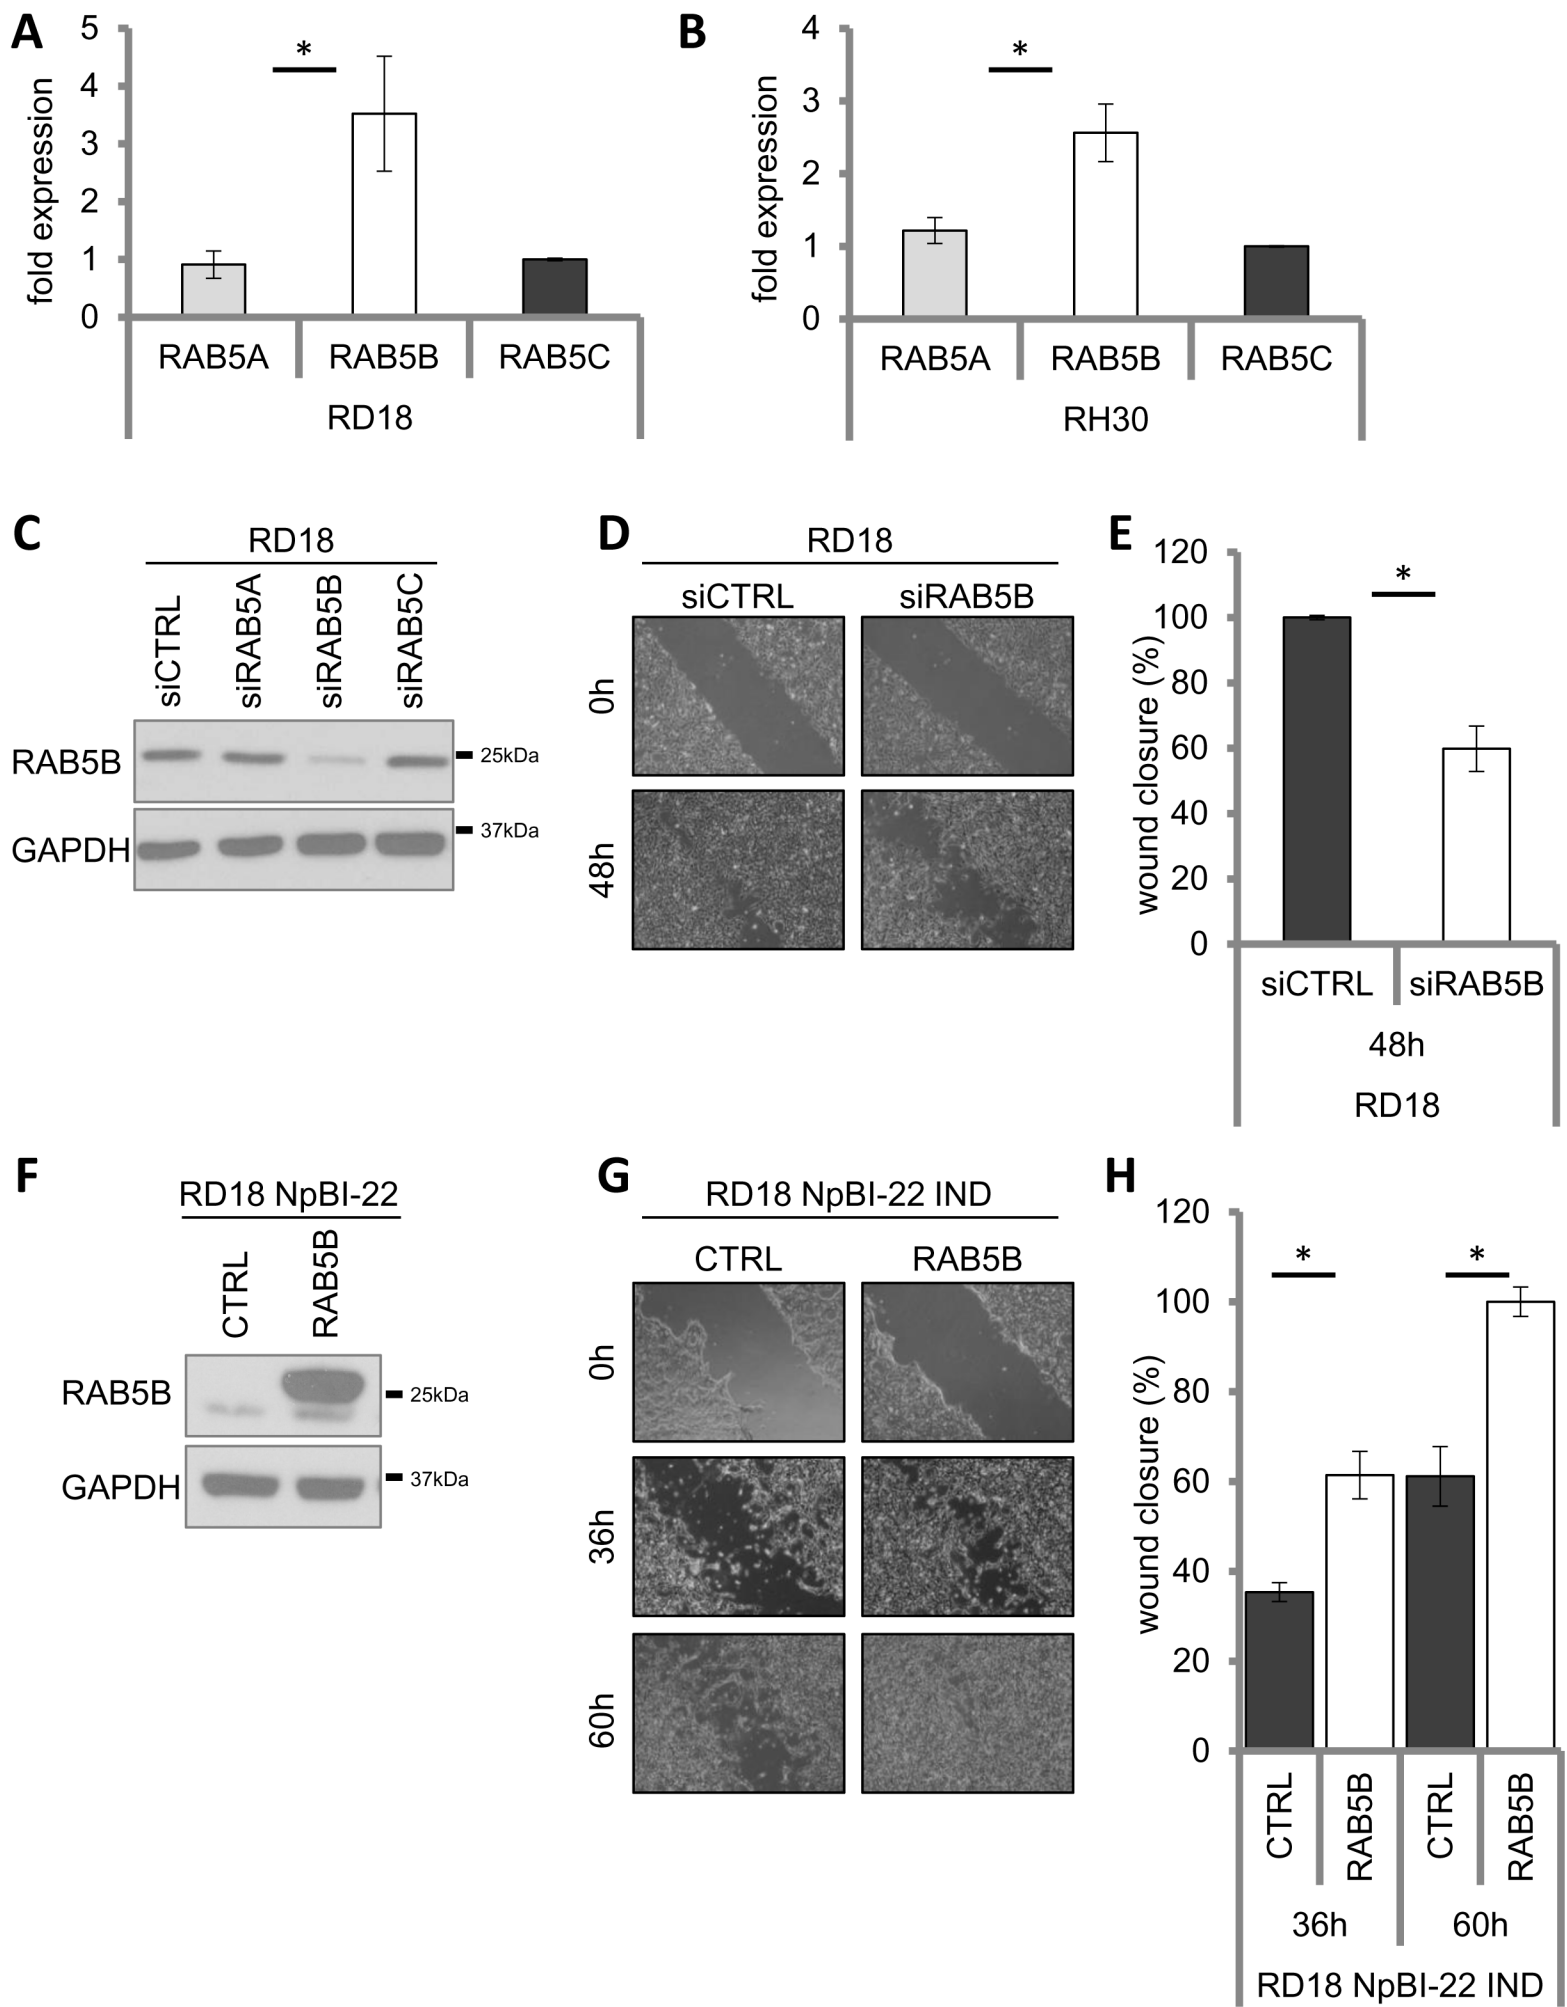 A
5
4
3
2
1
0
fold expression
*
RAB5A
RAB5B
RAB5C
RD18
B
4
3
2
1
0
fold expression
*
RAB5A
RAB5B
RAB5C
RH30
C
RD18
siCTRL
siRAB5A
siRAB5B
siRAB5C
RAB5B
25kDa
GAPDH
37kDa
D
RD18
siCTRL
siRAB5B
0h
48h
E
120
100
80
60
40
20
0
wound closure (%)
*
siCTRL
siRAB5B
48h
RD18
F
RD18 NpBI-22
CTRL
RAB5B
RAB5B
25kDa
GAPDH
37kDa
G
RD18 NpBI-22 IND
CTRL
RAB5B
0h
36h
60h
H
120
100
80
60
40
20
0
wound closure (%)
*
*
CTRL
RAB5B
CTRL
RAB5B
36h
60h
RD18 NpBI-22 IND